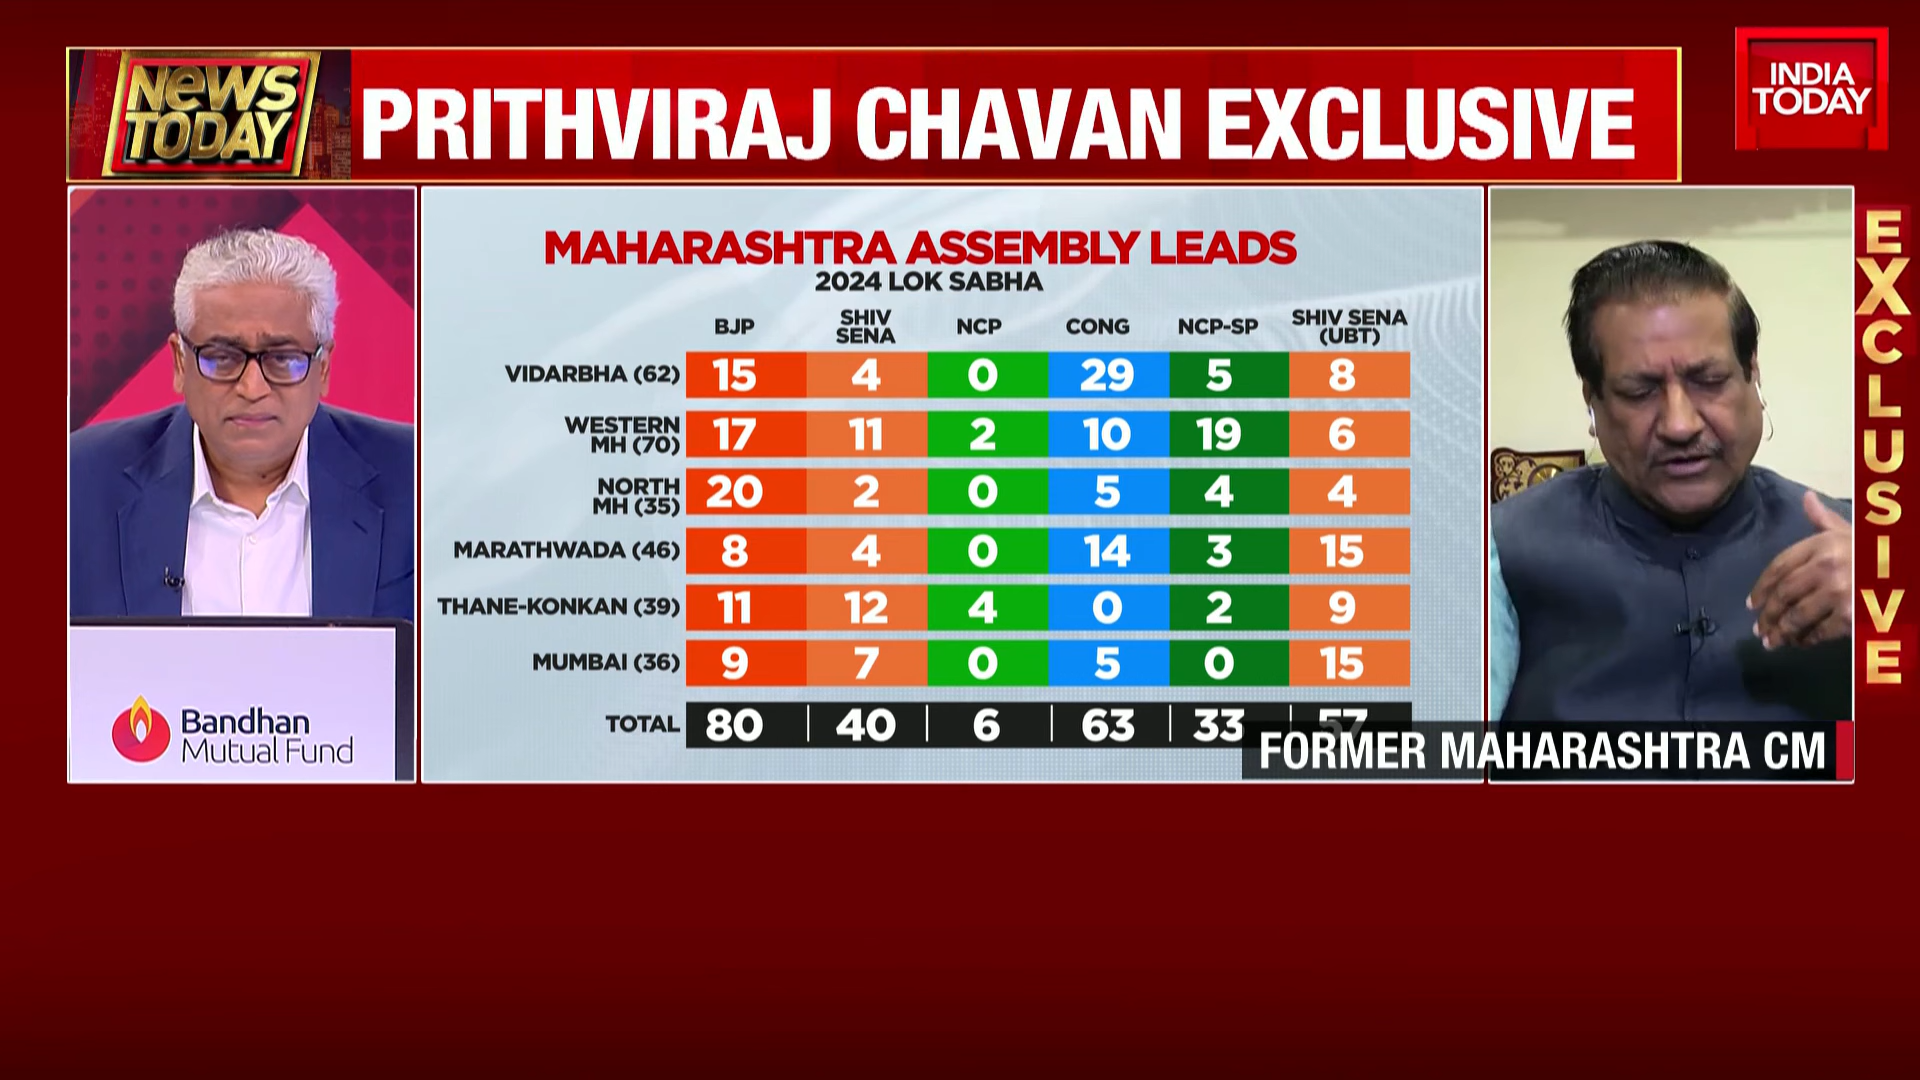 NEWS
TODAY
PRITHVIRAJ CHAVAN EXCLUSIVE
INDIA
TODAY
MAHARASHTRA ASSEMBLY LEADS
2024 LOK SABHA
BJP SHIV SENA NCP CONG NCP-SP SHIV SENA (UBT)
VIDARBHA (62) 15 4 0 29 5 8
WESTERN MH (70) 17 11 2 10 19 6
NORTH MH (35) 20 2 0 5 4 4
MARATHWADA (46) 8 4 0 14 3 15
THANE-KONKAN (39) 11 12 4 0 2 9
MUMBAI (36) 9 7 0 5 0 15
TOTAL 80 40 6 63 33 57
FORMER MAHARASHTRA CM
Bandhan
Mutual Fund
EXCLUSIVE